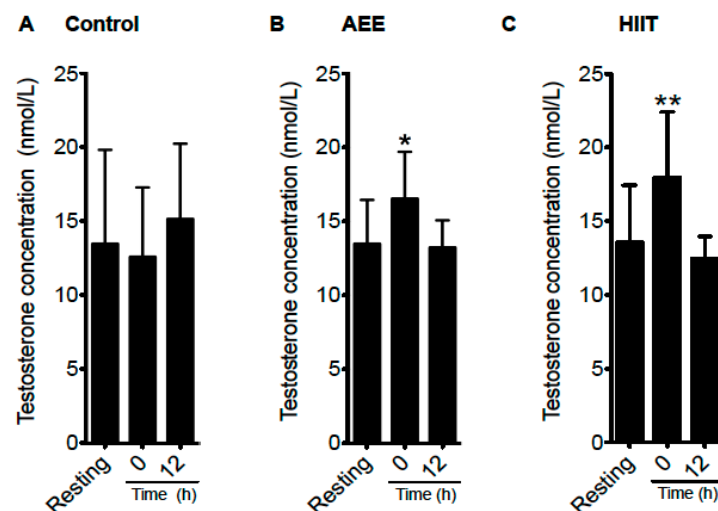 A Control
Testosterone concentration (nmol/L)
25
20
15
10
5
0
Resting
0
12
Time (h)
B AEE
Testosterone concentration (nmol/L)
25
20
15
10
5
0
*
Resting
0
12
Time (h)
C HIIT
Testosterone concentration (nmol/L)
25
20
15
10
5
0
**
Resting
0
12
Time (h)